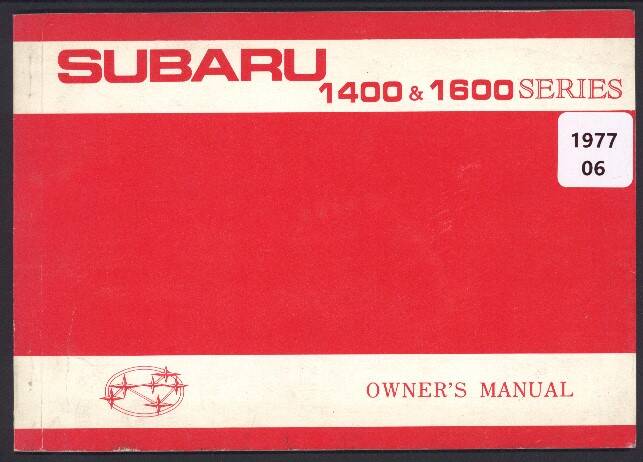 SUBARU
1400 & 1600 SERIES
1977
06
OWNER'S MANUAL